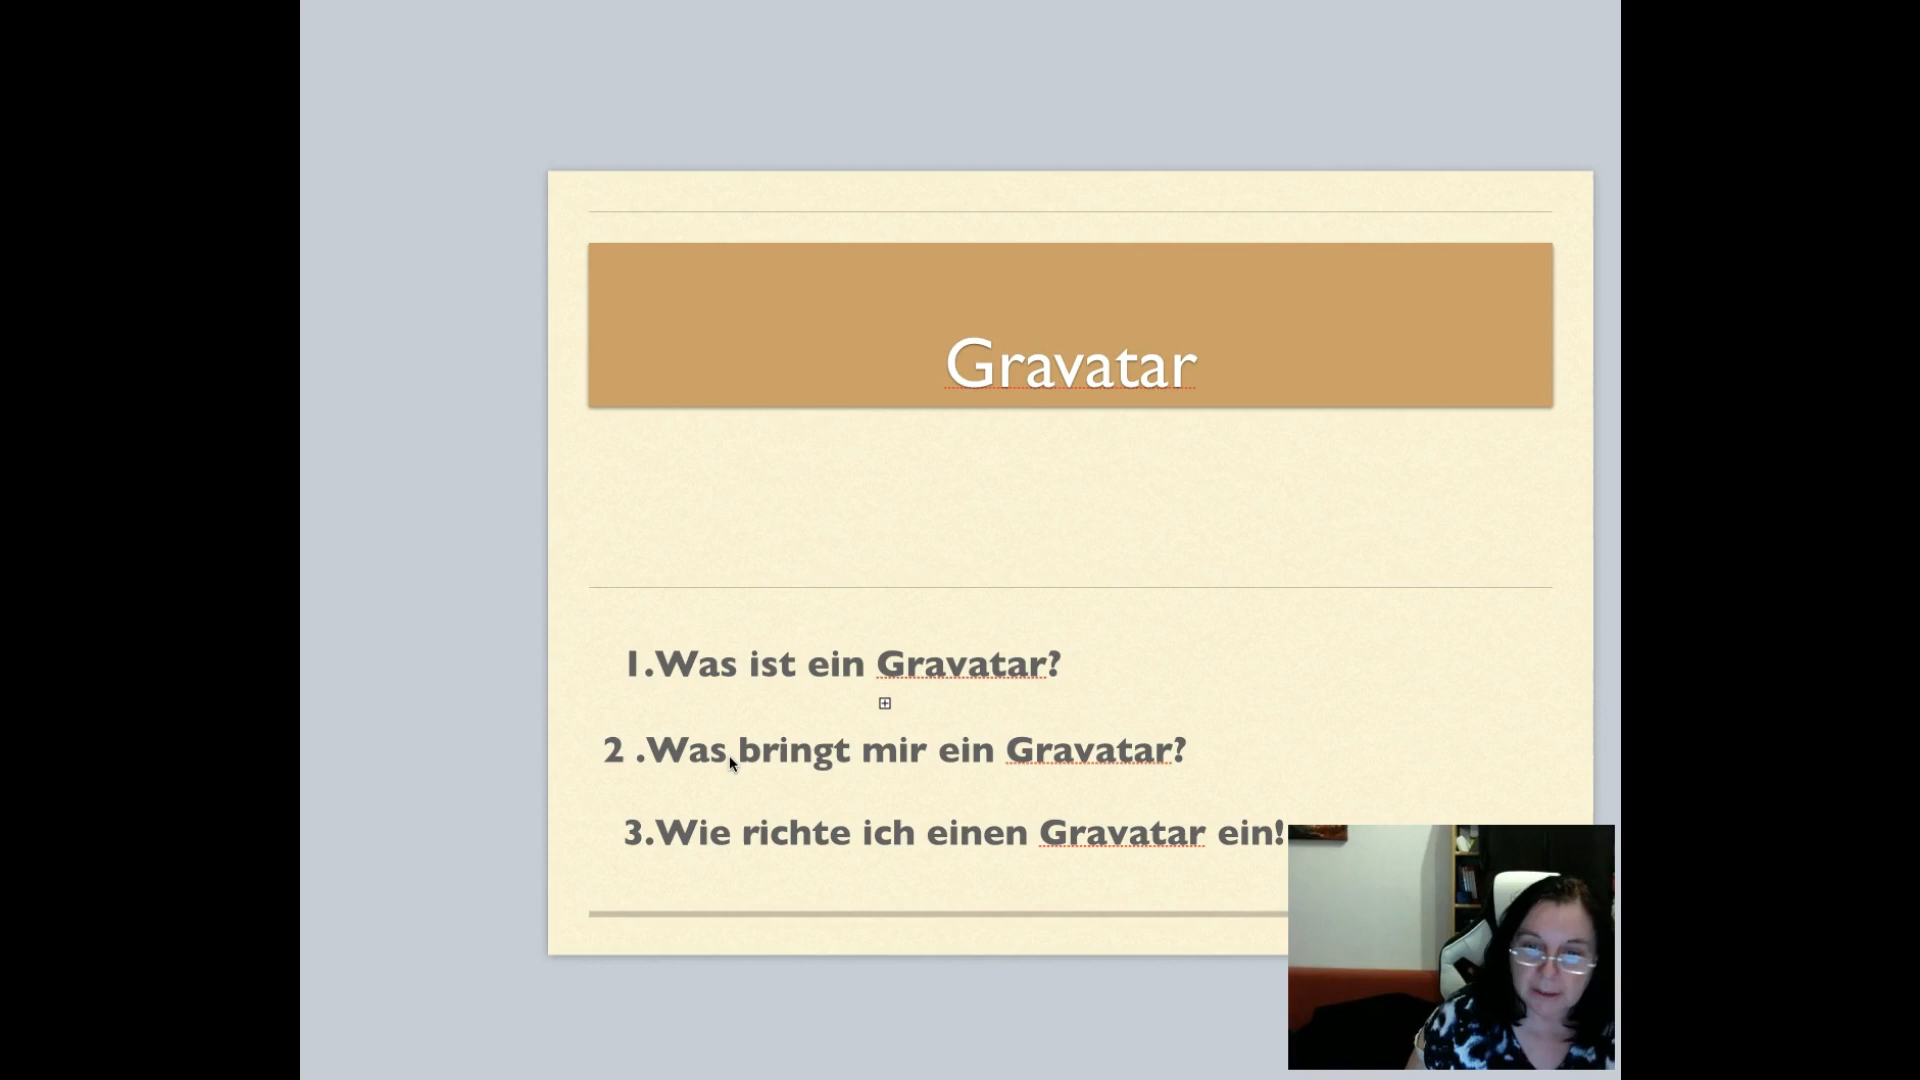 Gravatar
1.Was ist ein Gravatar?
2 .Was bringt mir ein Gravatar?
3.Wie richte ich einen Gravatar ein!